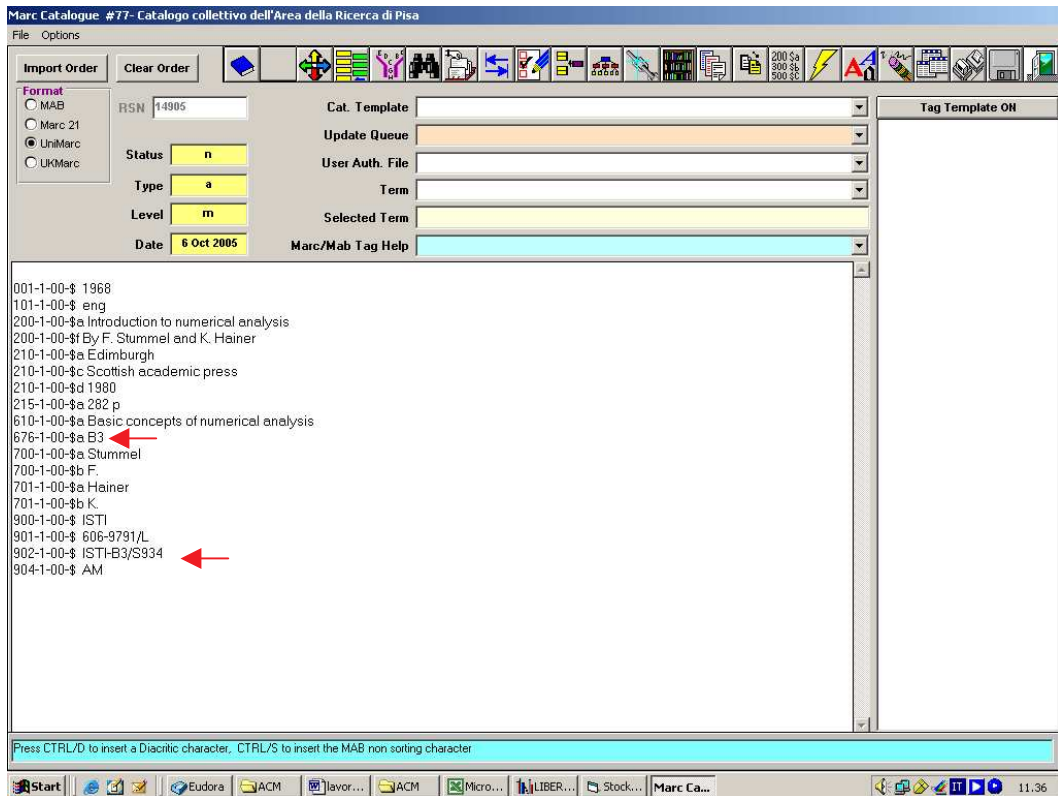 Marc Catalogue #77- Catalogo collettivo dell'Area della Ricerca di Pisa
File Options
Import Order Clear Order
200 $a
300 $b
500 $c
Format
MAB
Marc 21
UniMarc
UKMarc
RSN 14905
Status n
Type a
Level m
Date 6 Oct 2005
Cat. Template
Update Queue
User Auth. File
Term
Selected Term
Marc/Mab Tag Help
Tag Template ON
001-1-00-$ 1968
101-1-00-$ eng
200-1-00-$a Introduction to numerical analysis
200-1-00-$f By F. Stummel and K. Hainer
210-1-00-$a Edimburgh
210-1-00-$c Scottish academic press
210-1-00-$d 1980
215-1-00-$a 282 p
610-1-00-$a Basic concepts of numerical analysis
676-1-00-$a B3
700-1-00-$a Stummel
700-1-00-$b F.
701-1-00-$a Hainer
701-1-00-$b K.
900-1-00-$ ISTI
901-1-00-$ 606-9791/L
902-1-00-$ ISTI-B3/S934
904-1-00-$ AM
Press CTRL/D to insert a Diacritic character, CTRL/S to insert the MAB non sorting character
Start Eudora ACM lavor... ACM Micro... LIBER... Stock... Marc Ca... IT 11.36